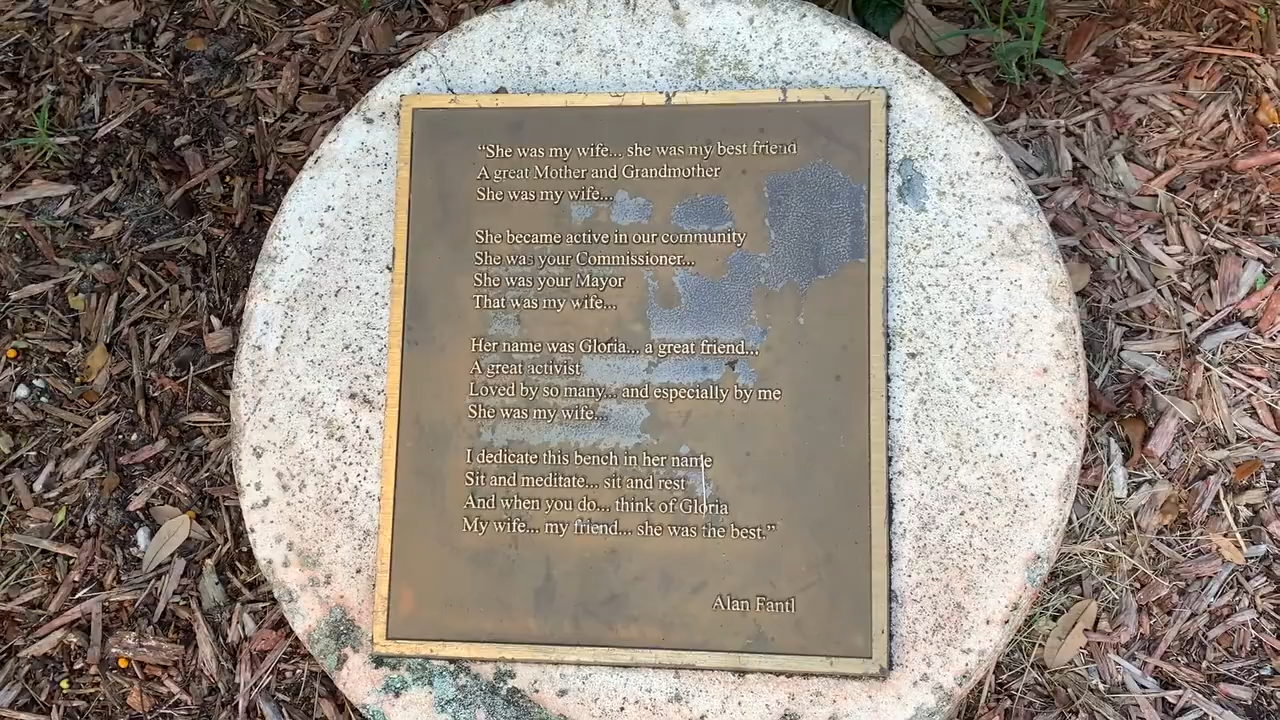 “She was my wife... she was my best friend
A great Mother and Grandmother
She was my wife...
She became active in our community
She was your Commissioner...
She was your Mayor
That was my wife...
Her name was Gloria... a great friend...
A great activist
Loved by so many... and especially by me
She was my wife...
I dedicate this bench in her name
Sit and meditate... sit and rest
And when you do... think of Gloria
My wife... my friend... she was the best.”
Alan Fantl